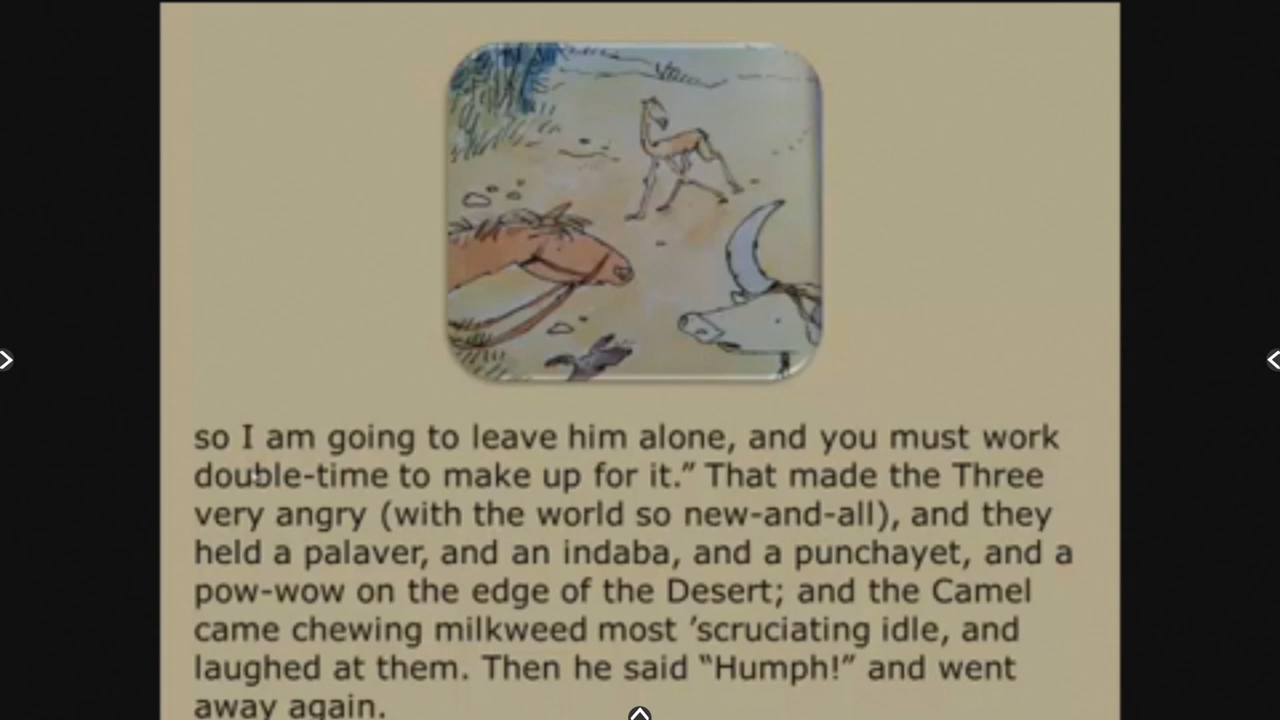 so I am going to leave him alone, and you must work
double-time to make up for it.” That made the Three
very angry (with the world so new-and-all), and they
held a palaver, and an indaba, and a punchayet, and a
pow-wow on the edge of the Desert; and the Camel
came chewing milkweed most ’scruciating idle, and
laughed at them. Then he said “Humph!” and went
away again.